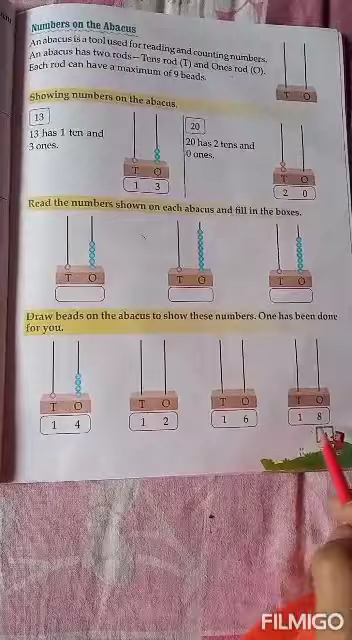 Numbers on the Abacus
An abacus is a tool used for reading and counting numbers.
An abacus has two rods—Tens rod (T) and Ones rod (O).
Each rod can have a maximum of 9 beads.
T O
Showing numbers on the abacus.
13
13 has 1 ten and
3 ones.
T O
1 3
20
20 has 2 tens and
0 ones.
T O
2 0
Read the numbers shown on each abacus and fill in the boxes.
T O
T O
T O
Draw beads on the abacus to show these numbers. One has been done
for you.
T O
T O
T O
T O
1 4
1 2
1 6
1 8
FILMIGO